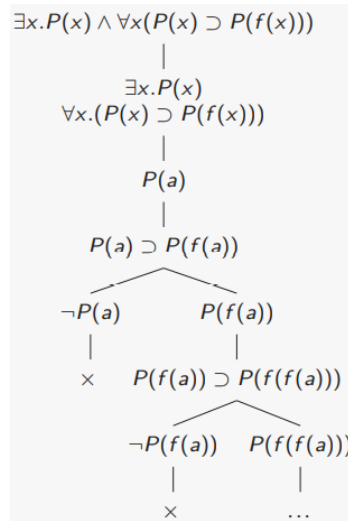 ∃x.P(x) ∧ ∀x(P(x) ⊃ P(f(x)))
∃x.P(x)
∀x.(P(x) ⊃ P(f(x)))
P(a)
P(a) ⊃ P(f(a))
¬P(a) P(f(a))
× P(f(a)) ⊃ P(f(f(a)))
¬P(f(a)) P(f(f(a)))
× ...